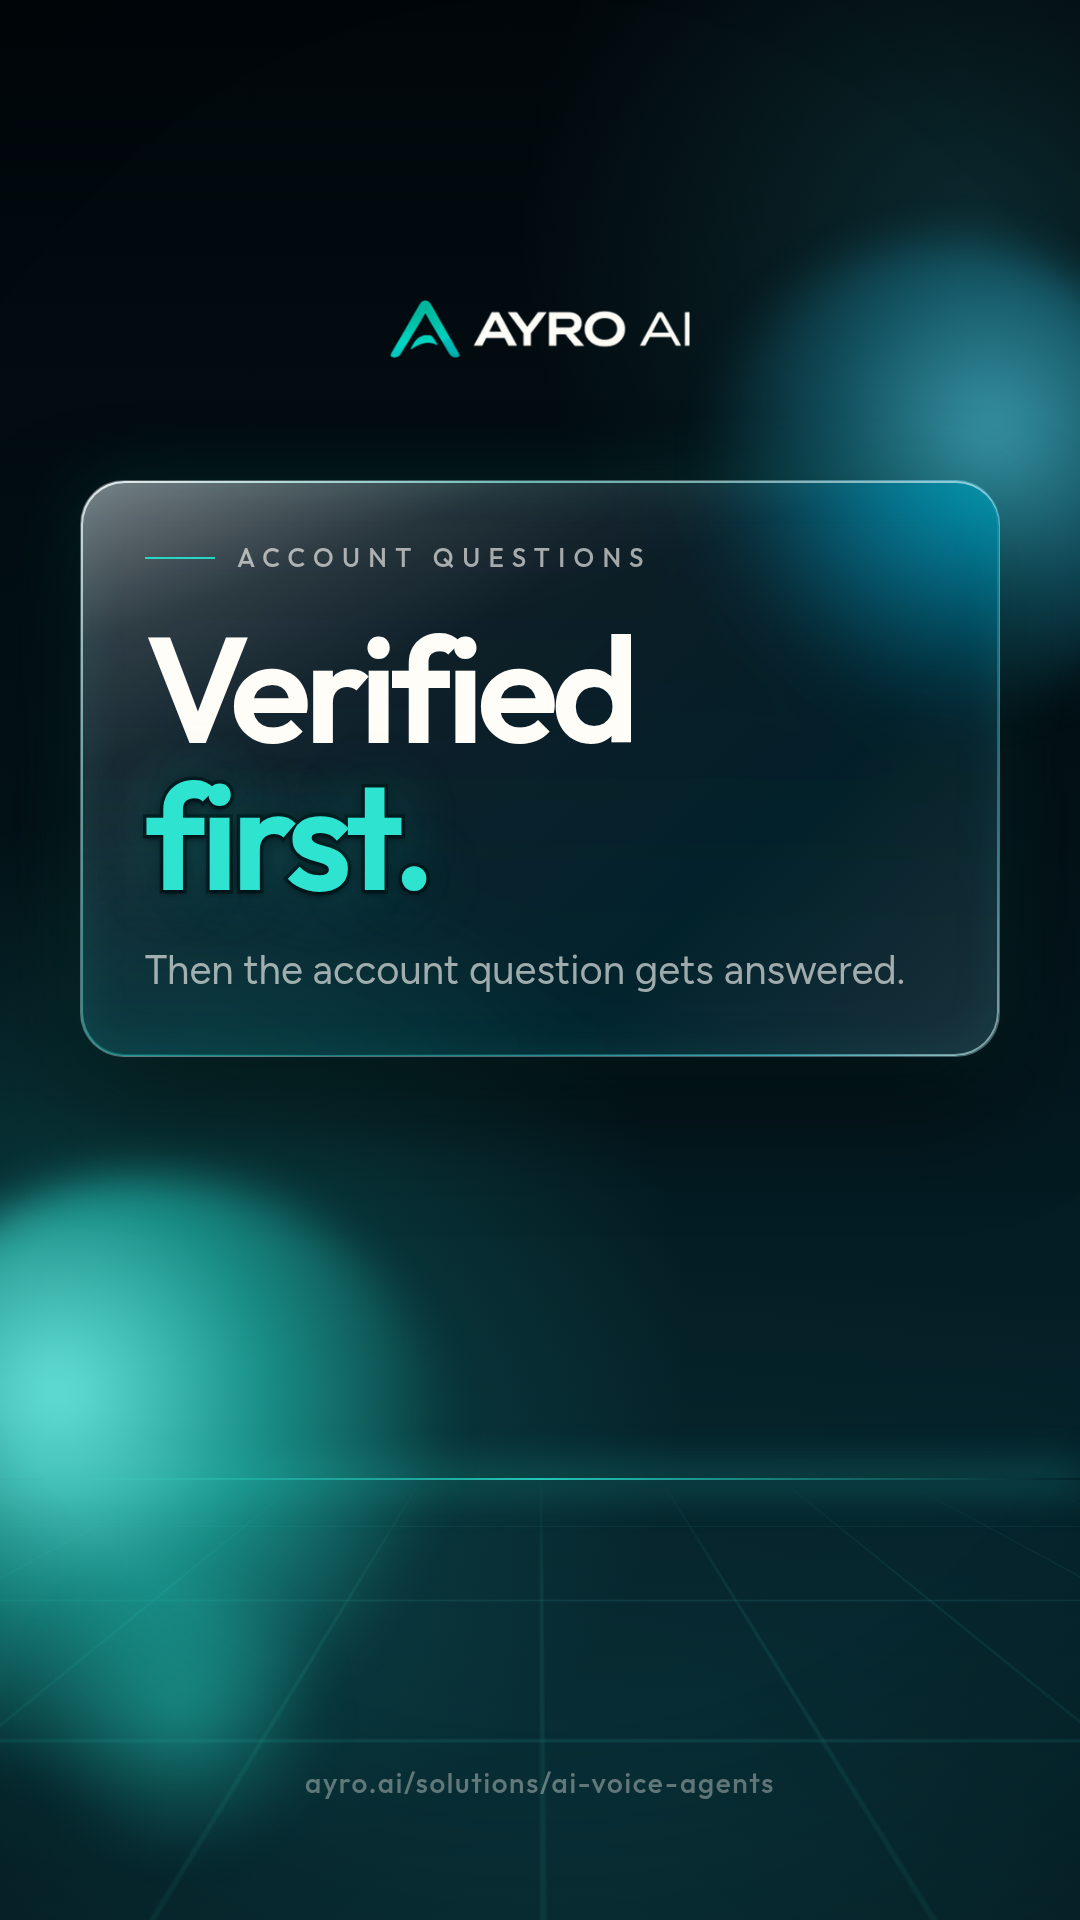 AYRO AI
ACCOUNT QUESTIONS
Verified
first.
Then the account question gets answered.
ayro.ai/solutions/ai-voice-agents